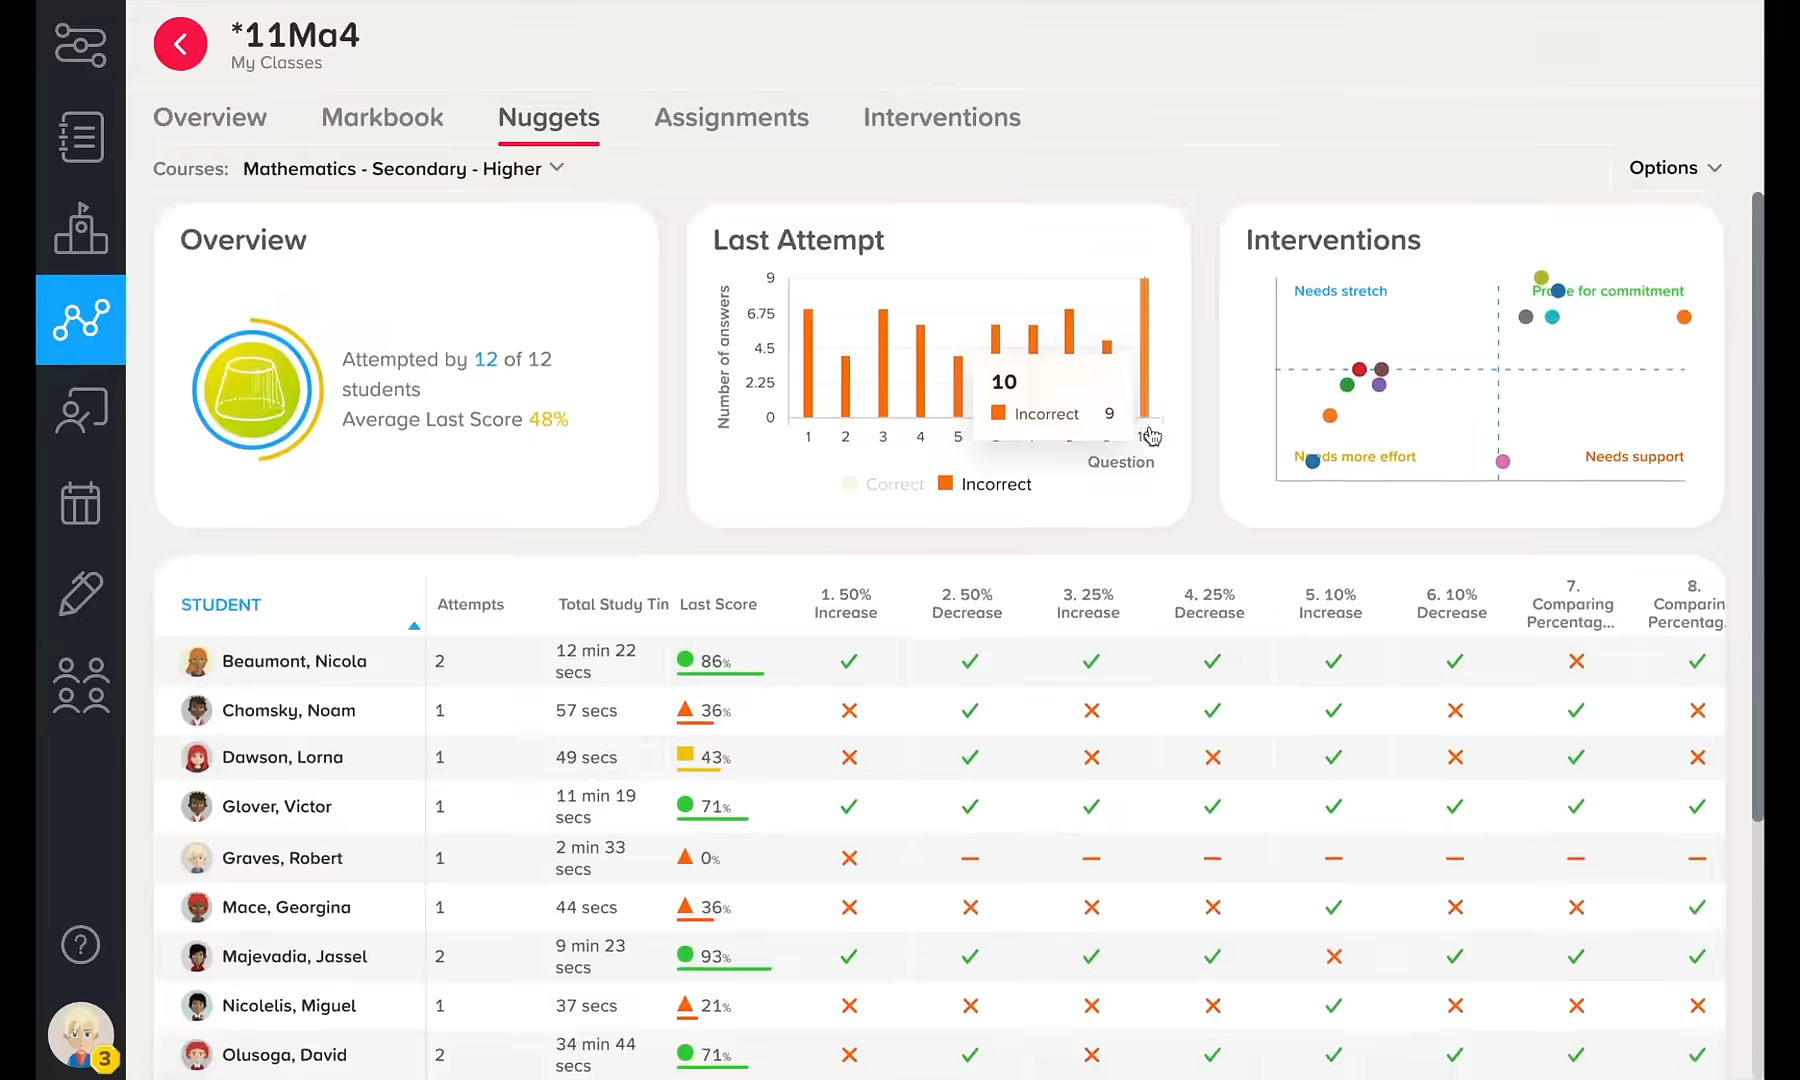 *11Ma4
My Classes
Overview Markbook Nuggets Assignments Interventions
Courses: Mathematics - Secondary - Higher
Options
Overview
Attempted by 12 of 12
students
Average Last Score 48%
Last Attempt
Number of answers
9
6.75
4.5
2.25
0
1 2 3 4 5
10
Incorrect 9
Question
Correct Incorrect
Interventions
Needs stretch
for commitment
more effort
Needs support
STUDENT Attempts Total Study Tim Last Score 1. 50% Increase 2. 50% Decrease 3. 25% Increase 4. 25% Decrease 5. 10% Increase 6. 10% Decrease 7. Comparing Percentag... 8. Comparin Percentag.
Beaumont, Nicola 2 12 min 22 secs 86%
Chomsky, Noam 1 57 secs 36%
Dawson, Lorna 1 49 secs 43%
Glover, Victor 1 11 min 19 secs 71%
Graves, Robert 1 2 min 33 secs 0%
Mace, Georgina 1 44 secs 36%
Majevadia, Jassel 2 9 min 23 secs 93%
Nicolelis, Miguel 1 37 secs 21%
Olusoga, David 2 34 min 44 secs 71%
3